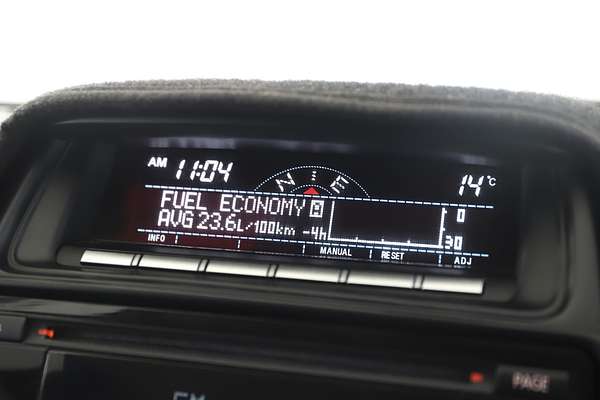 AM 11:04 N E 14°C
FUEL ECONOMY 0
AVG 23.6L/100km -4h 30
INFO MANUAL RESET ADJ
PAGE